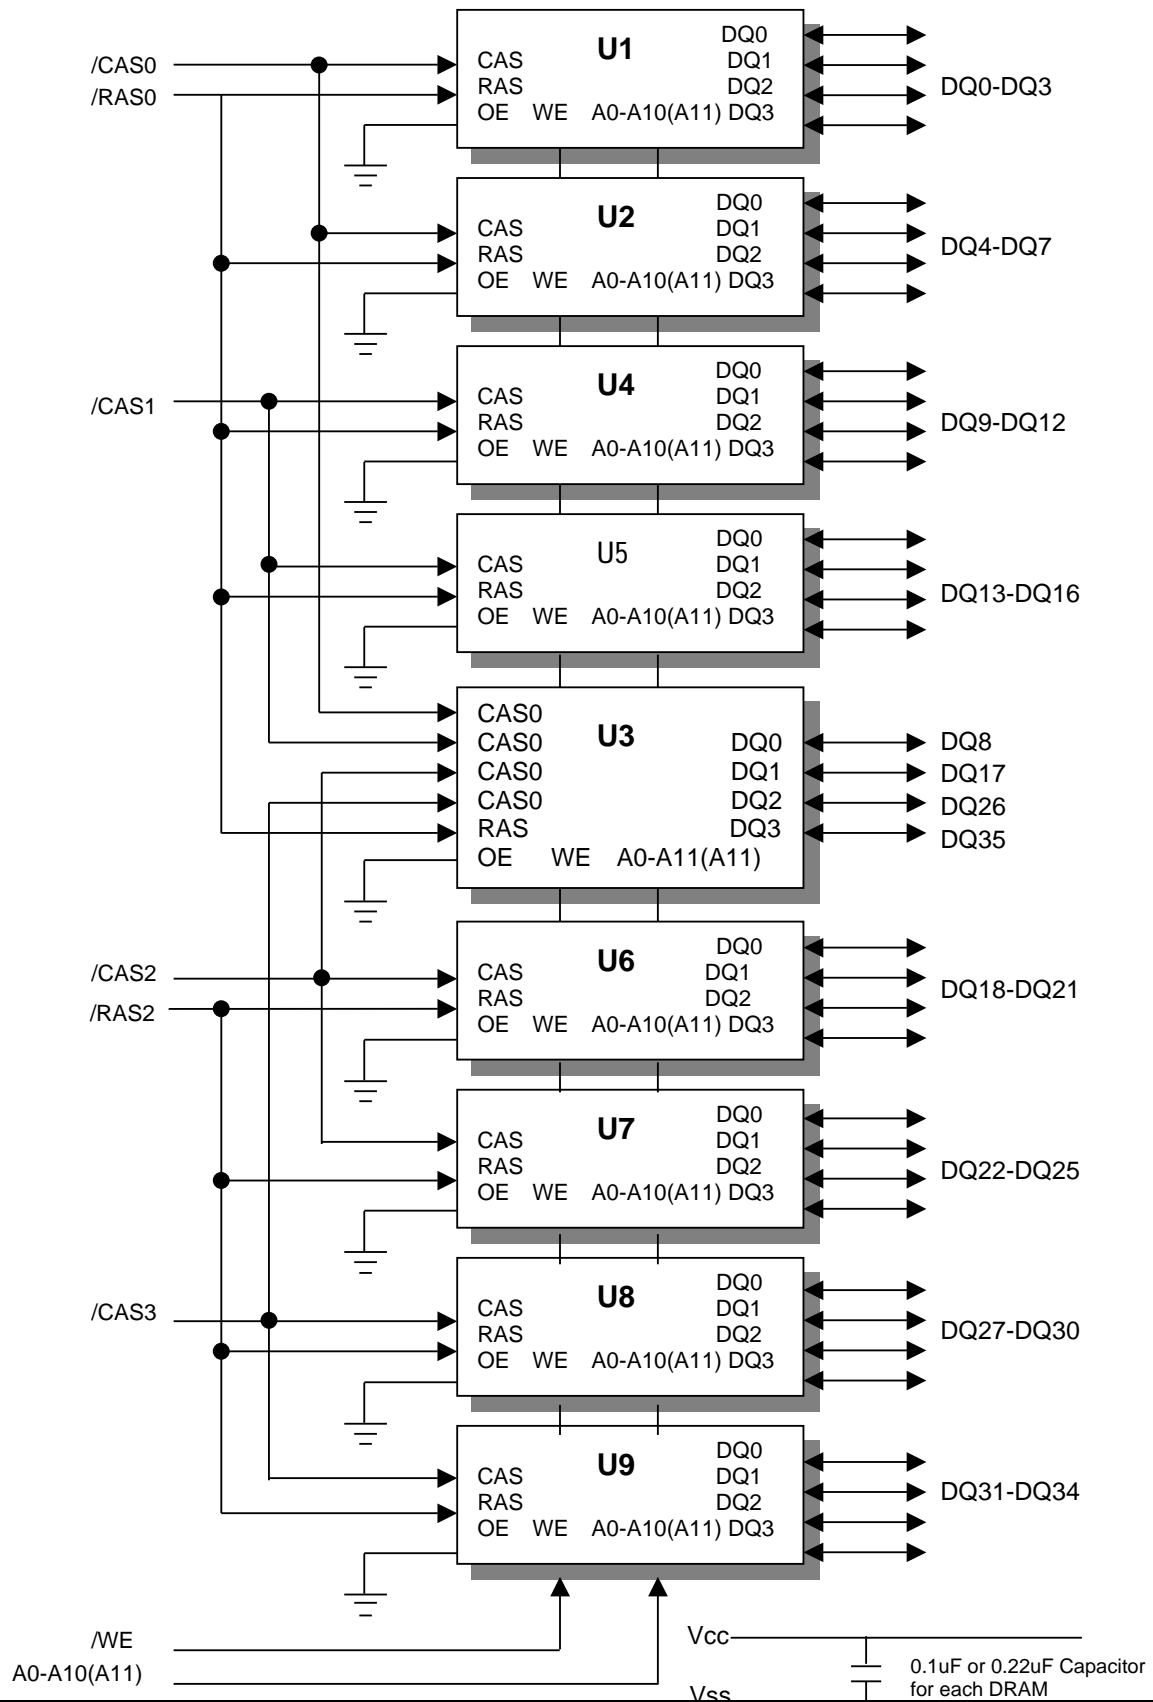 U1 DQ0
/CAS0 CAS DQ1
/RAS0 RAS DQ2 DQ0-DQ3
OE WE A0-A10(A11) DQ3
U2 DQ0
CAS DQ1
RAS DQ2 DQ4-DQ7
OE WE A0-A10(A11) DQ3
U4 DQ0
/CAS1 CAS DQ1
RAS DQ2 DQ9-DQ12
OE WE A0-A10(A11) DQ3
U5 DQ0
CAS DQ1
RAS DQ2 DQ13-DQ16
OE WE A0-A10(A11) DQ3
CAS0 U3
CAS0 DQ0 DQ8
CAS0 DQ1 DQ17
CAS0 DQ2 DQ26
RAS DQ3 DQ35
OE WE A0-A11(A11)
U6 DQ0
/CAS2 CAS DQ1
/RAS2 RAS DQ2 DQ18-DQ21
OE WE A0-A10(A11) DQ3
U7 DQ0
CAS DQ1
RAS DQ2 DQ22-DQ25
OE WE A0-A10(A11) DQ3
U8 DQ0
/CAS3 CAS DQ1
RAS DQ2 DQ27-DQ30
OE WE A0-A10(A11) DQ3
U9 DQ0
CAS DQ1
RAS DQ2 DQ31-DQ34
OE WE A0-A10(A11) DQ3
/WE Vcc
A0-A10(A11) 0.1uF or 0.22uF Capacitor
Vss for each DRAM